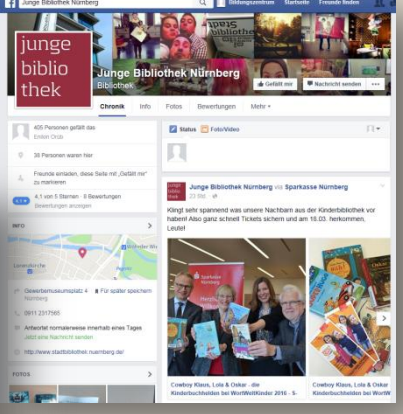 Junge Bibliothek Nürnberg
Bildungszentrum Startseite Freunde finden
junge
biblio
thek
Junge Bibliothek Nürnberg
Bibliothek
Gefällt mir
Nachricht senden
Chronik Info Fotos Bewertungen Mehr
405 Personen gefällt das
38 Personen waren hier
Freunde einladen, diese Seite mit „Gefällt mir“
zu markieren
4,1 von 5 Sternen · 8 Bewertungen
Bewertungen anzeigen
INFO
Gewerbemuseumsplatz 4 Für später speichern
Nürnberg
0911 2317565
Antwortet normalerweise innerhalb eines Tages
Jetzt eine Nachricht senden
http://www.stadtbibliothek.nuernberg.de/
FOTOS
Status Foto/Video
Junge Bibliothek Nürnberg via Sparkasse Nürnberg
23 Std.
Klingt sehr spannend was unsere Nachbarn aus der Kinderbibliothek vor
haben! Also ganz schnell Tickets sichern und am 18.03. herkommen,
Leute!
Sparkasse
Nürnberg
Cowboy Klaus, Lola & Oskar - die
Kinderbuchhelden bei WortWeltKinder 2016 - S-
Cowboy Klaus, Lola & Os
Kinderbuchhelden bei WortW